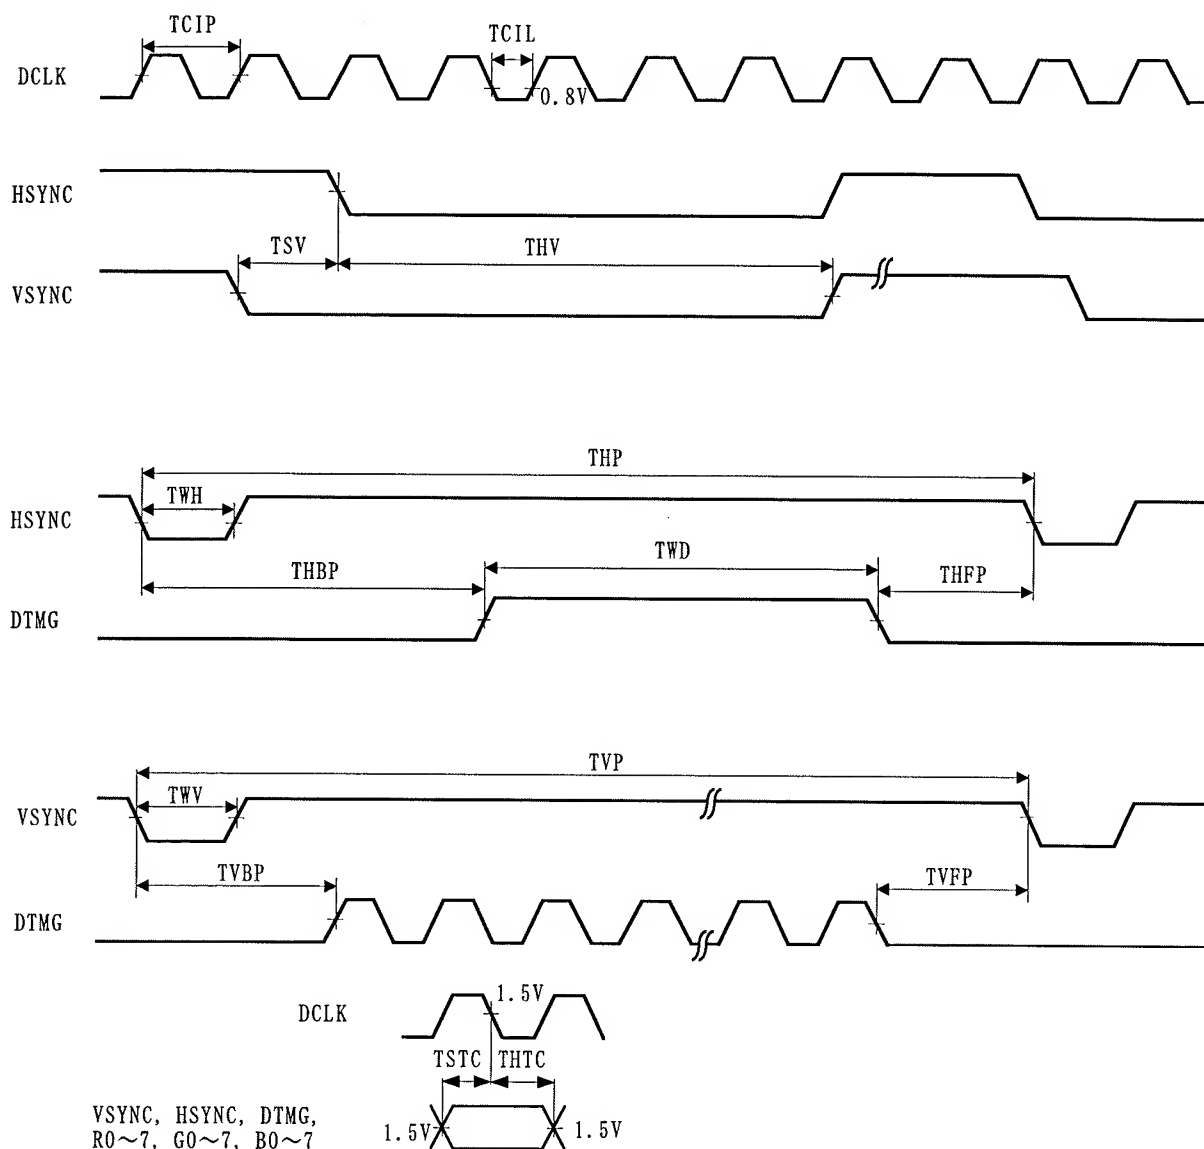 TCIP
TCIL
DCLK
0.8V
HSYNC
TSV
THV
VSYNC
THP
TWH
HSYNC
TWD
THBP
THFP
DTMG
TVP
TWV
VSYNC
TVBP
TVFP
DTMG
1.5V
DCLK
TSTC THTC
VSYNC, HSYNC, DTMG,
R0~7, G0~7, B0~7
1.5V
1.5V